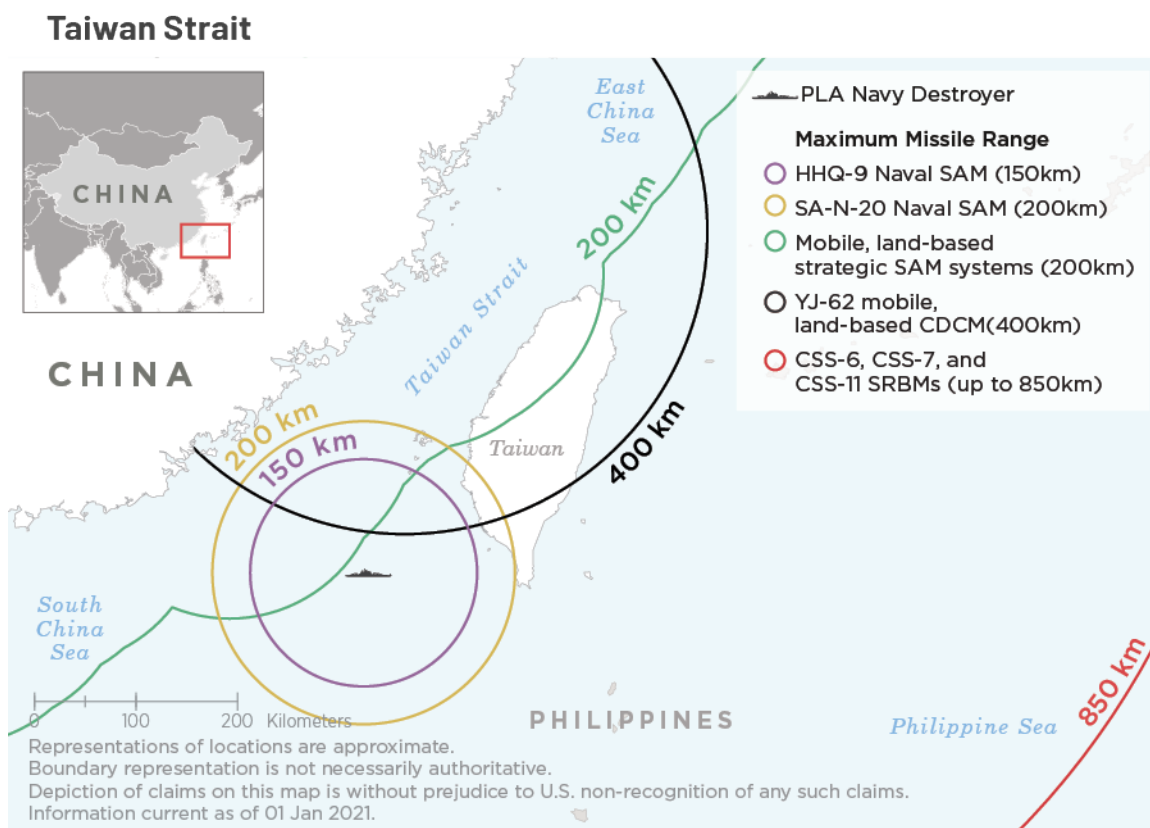 Taiwan Strait
CHINA
East
China
Sea
PLA Navy Destroyer
Maximum Missile Range
HHQ-9 Naval SAM (150km)
SA-N-20 Naval SAM (200km)
Mobile, land-based
strategic SAM systems (200km)
YJ-62 mobile,
land-based CDCM(400km)
CSS-6, CSS-7, and
CSS-11 SRBMs (up to 850km)
200 km
Taiwan Strait
CHINA
200 km
150 km
Taiwan
400 km
South
China
Sea
850 km
0 100 200 Kilometers
PHILIPPINES
Philippine Sea
Representations of locations are approximate.
Boundary representation is not necessarily authoritative.
Depiction of claims on this map is without prejudice to U.S. non-recognition of any such claims.
Information current as of 01 Jan 2021.